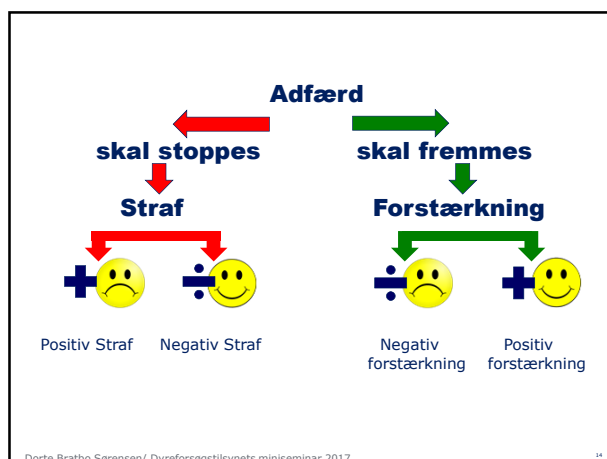 Adfærd
skal stoppes skal fremmes
Straf Forstærkning
+ ÷ ÷ +
Positiv Straf Negativ Straf Negativ forstærkning Positiv forstærkning
Dorte Bratbo Sørensen/ Dyreforsøgstilsynets miniseminar 2017
14